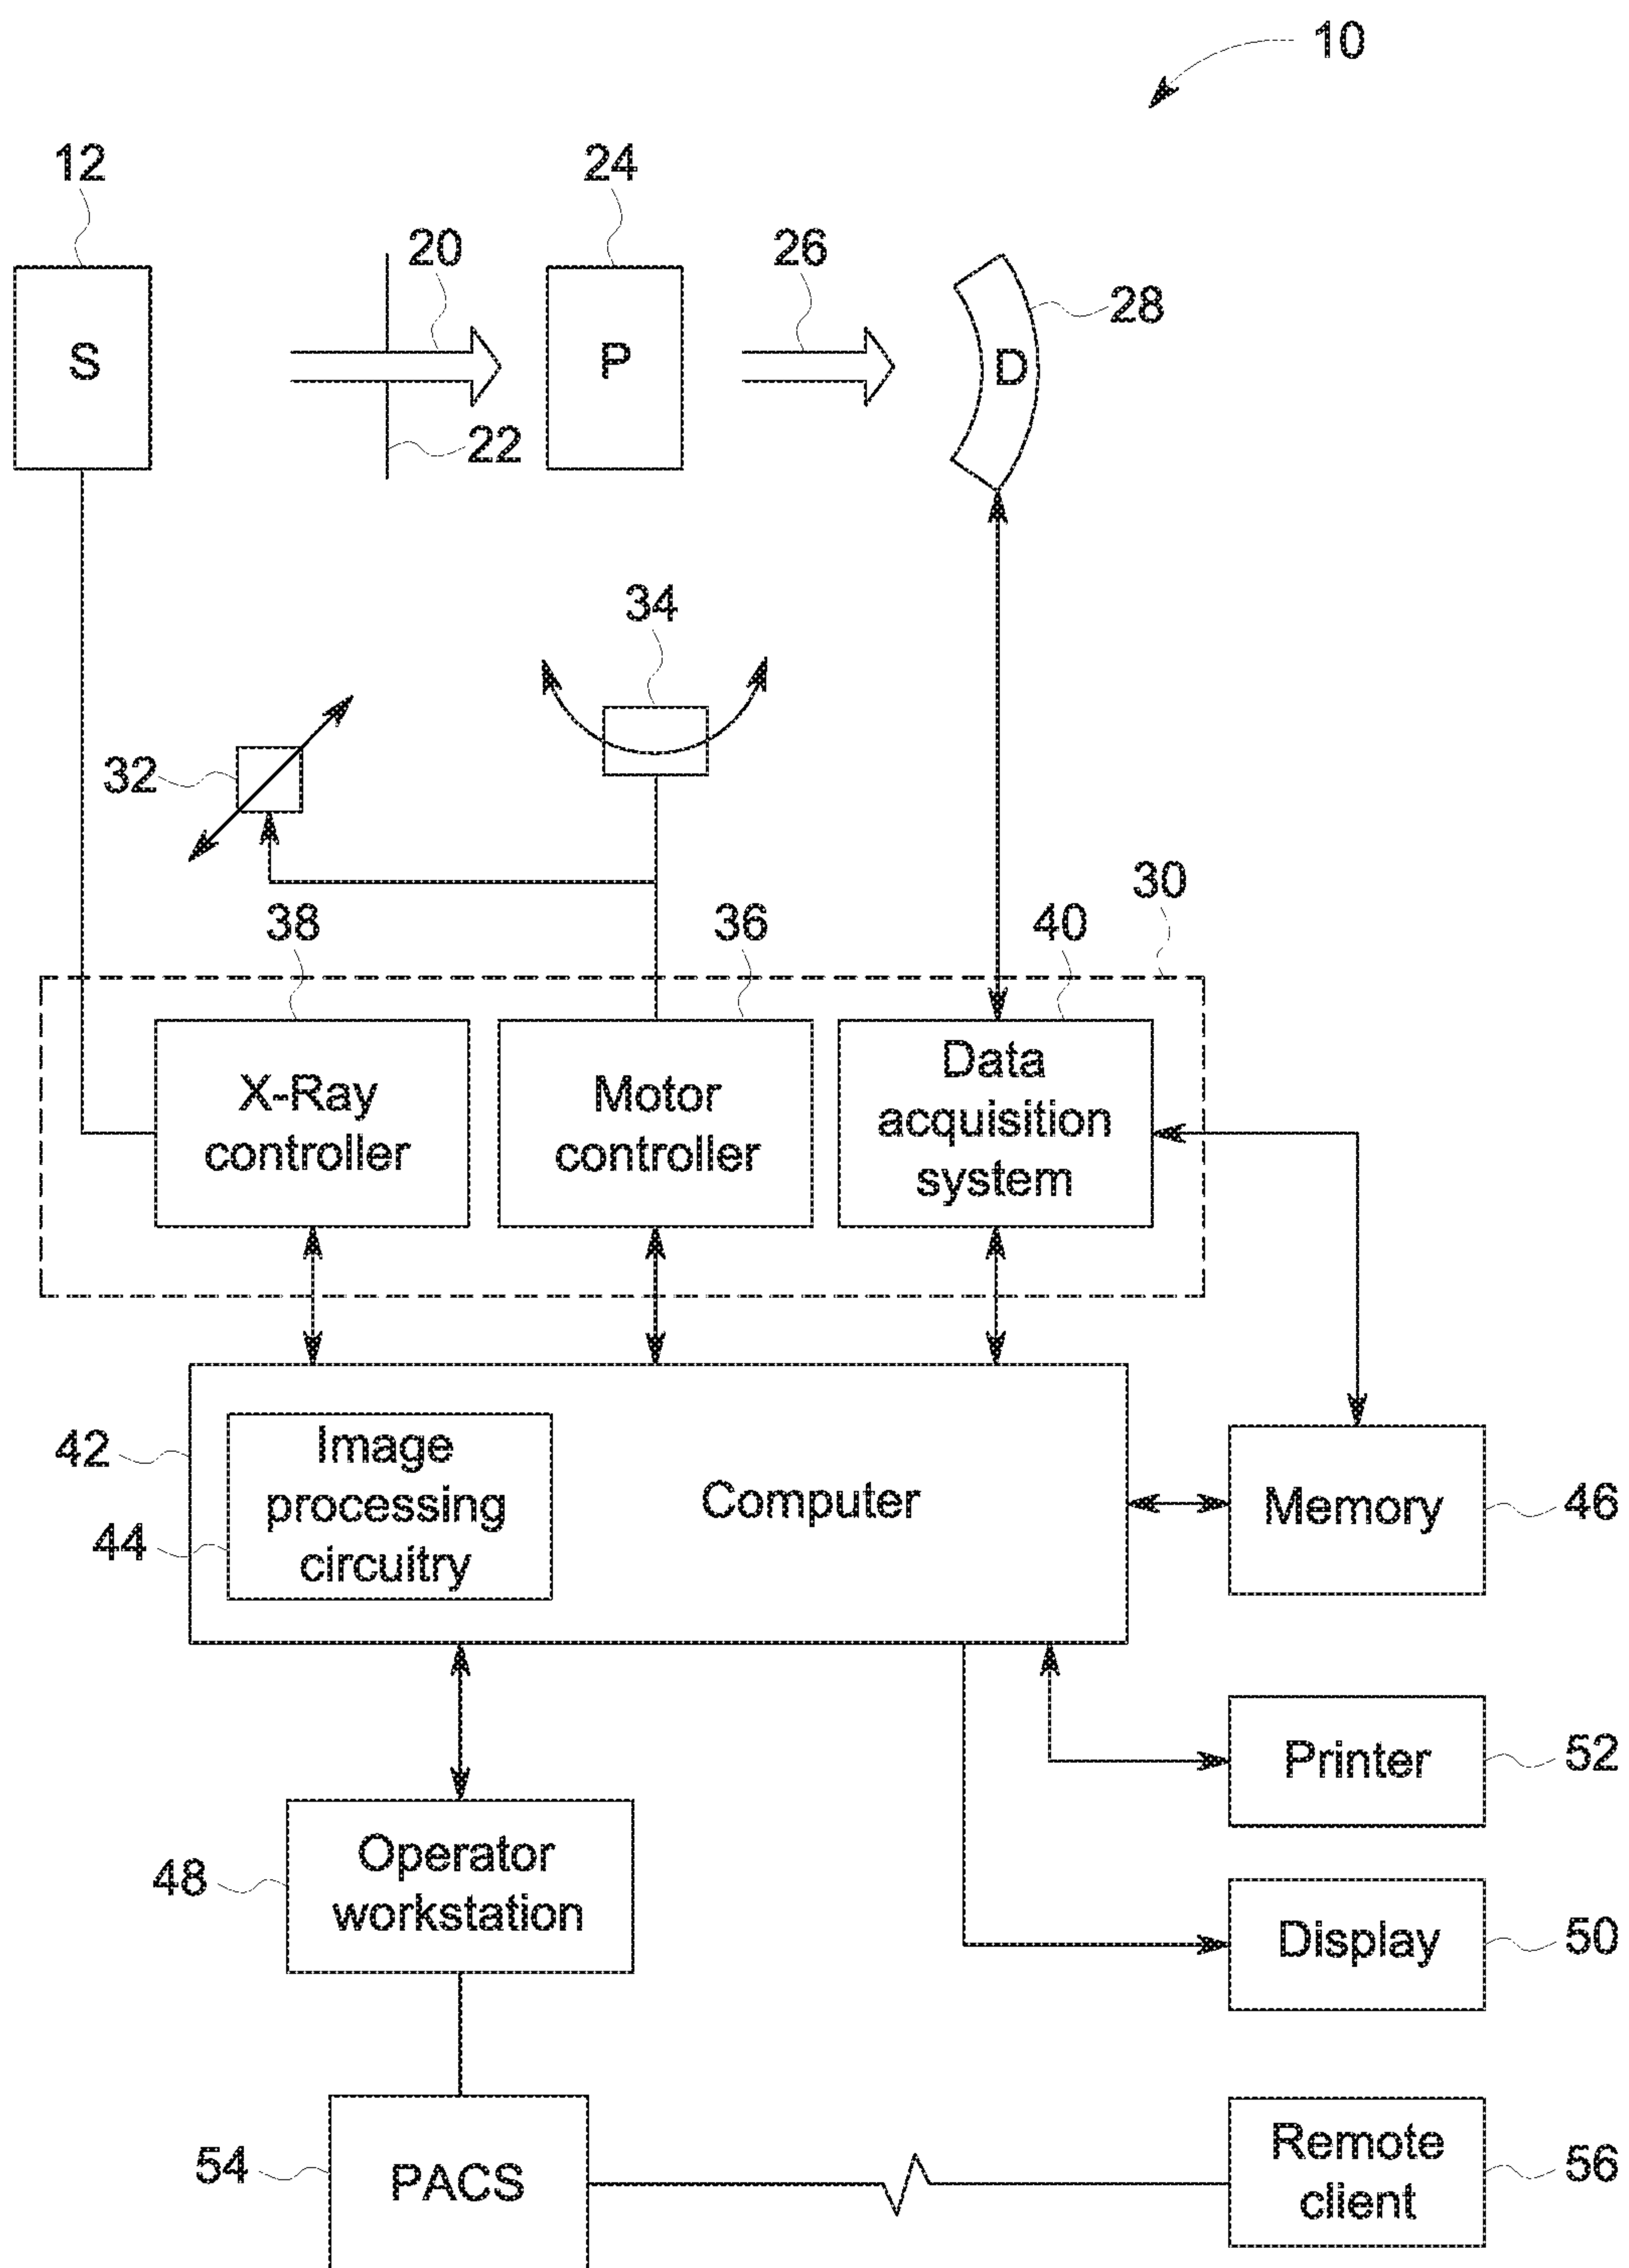 10
12
24
20
26
28
S
P
D
22
34
32
30
38
36
40
X-Ray
controller
Motor
controller
Data
acquisition
system
42
Image
processing
circuitry
44
Computer
Memory
46
Printer
52
48
Operator
workstation
Display
50
54
PACS
Remote
client
56